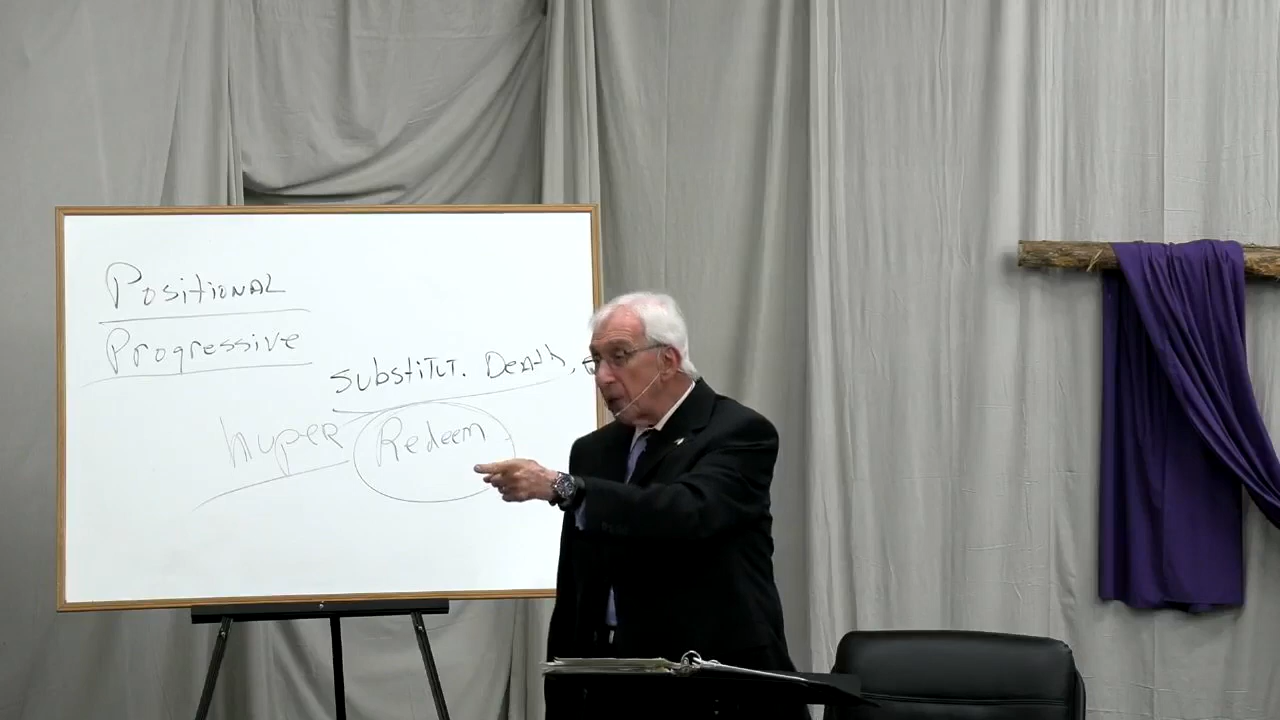 Positional
Progressive
Substitut. Death,
huper Redeem